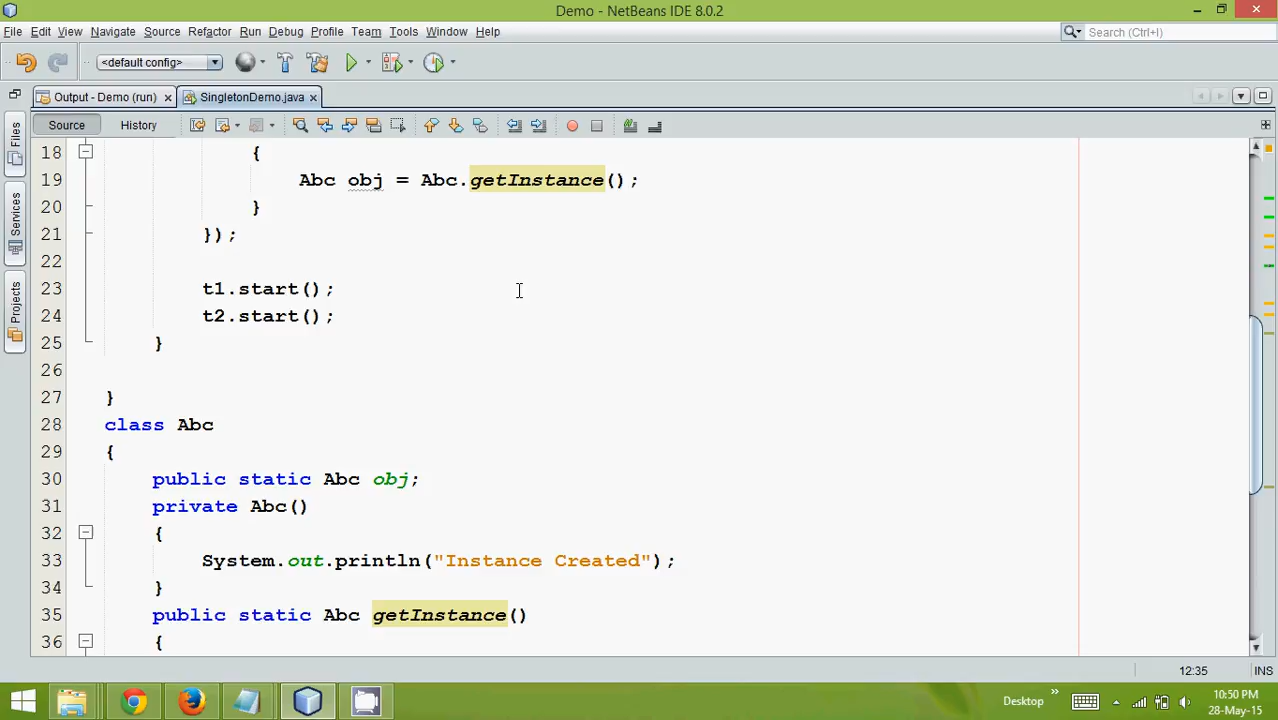 Demo - NetBeans IDE 8.0.2
File Edit View Navigate Source Refactor Run Debug Profile Team Tools Window Help
Search (Ctrl+I)
<default config>
Output - Demo (run) SingletonDemo.java
Source History
Files
Services
Projects
18 {
19 Abc obj = Abc.getInstance();
20 }
21 });
22
23 t1.start();
24 t2.start();
25 }
26
27 }
28 class Abc
29 {
30 public static Abc obj;
31 private Abc()
32 {
33 System.out.println("Instance Created");
34 }
35 public static Abc getInstance()
36 {
12:35 INS
Desktop
10:50 PM
28-May-15